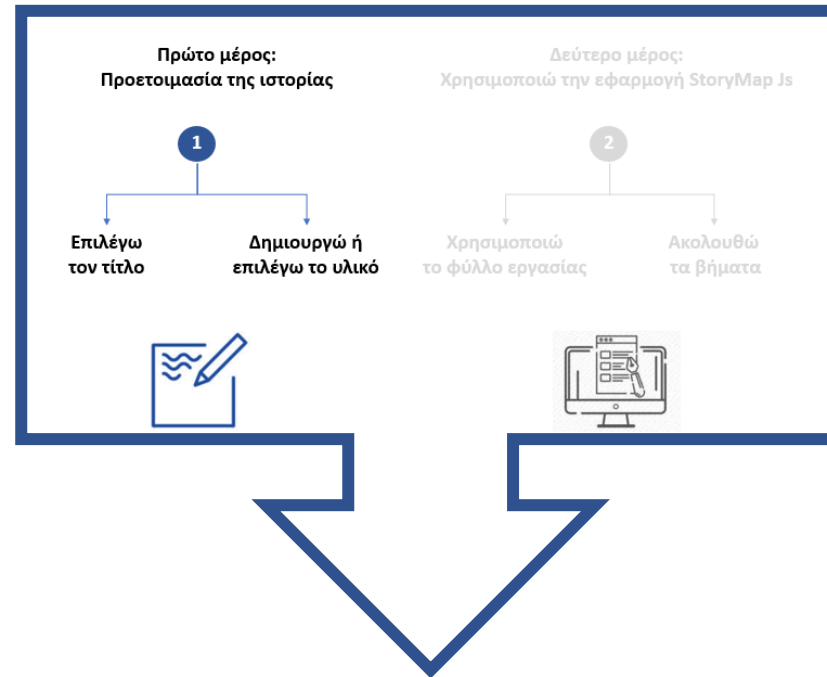 Πρώτο μέρος:
Προετοιμασία της ιστορίας
1
Επιλέγω
τον τίτλο
Δημιουργώ ή
επιλέγω το υλικό
Δεύτερο μέρος:
Χρησιμοποιώ την εφαρμογή StoryMap Js
2
Χρησιμοποιώ
το φύλλο εργασίας
Ακολουθώ
τα βήματα